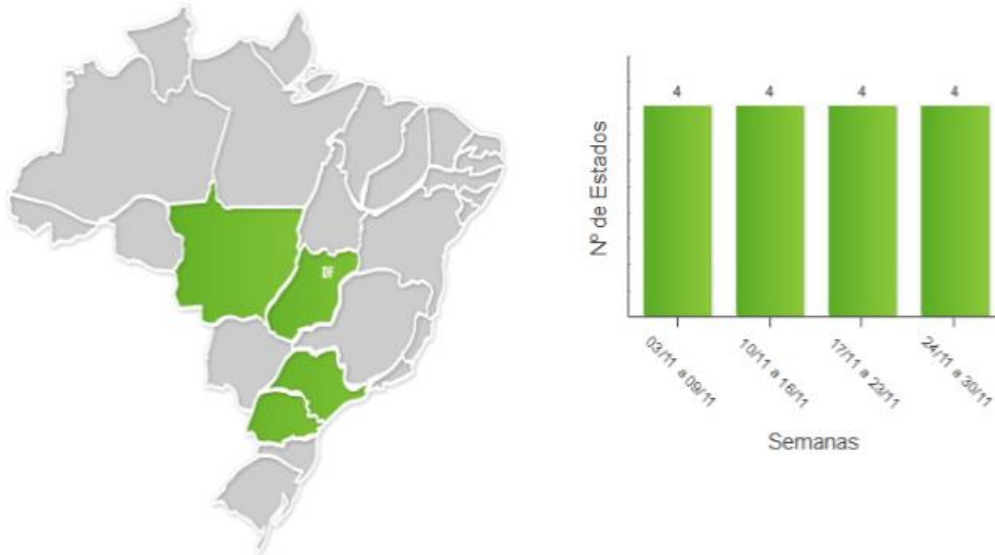 DF
Nº de Estados
4
4
4
4
03/11 a 09/11
10/11 a 16/11
17/11 a 23/11
24/11 a 30/11
Semanas